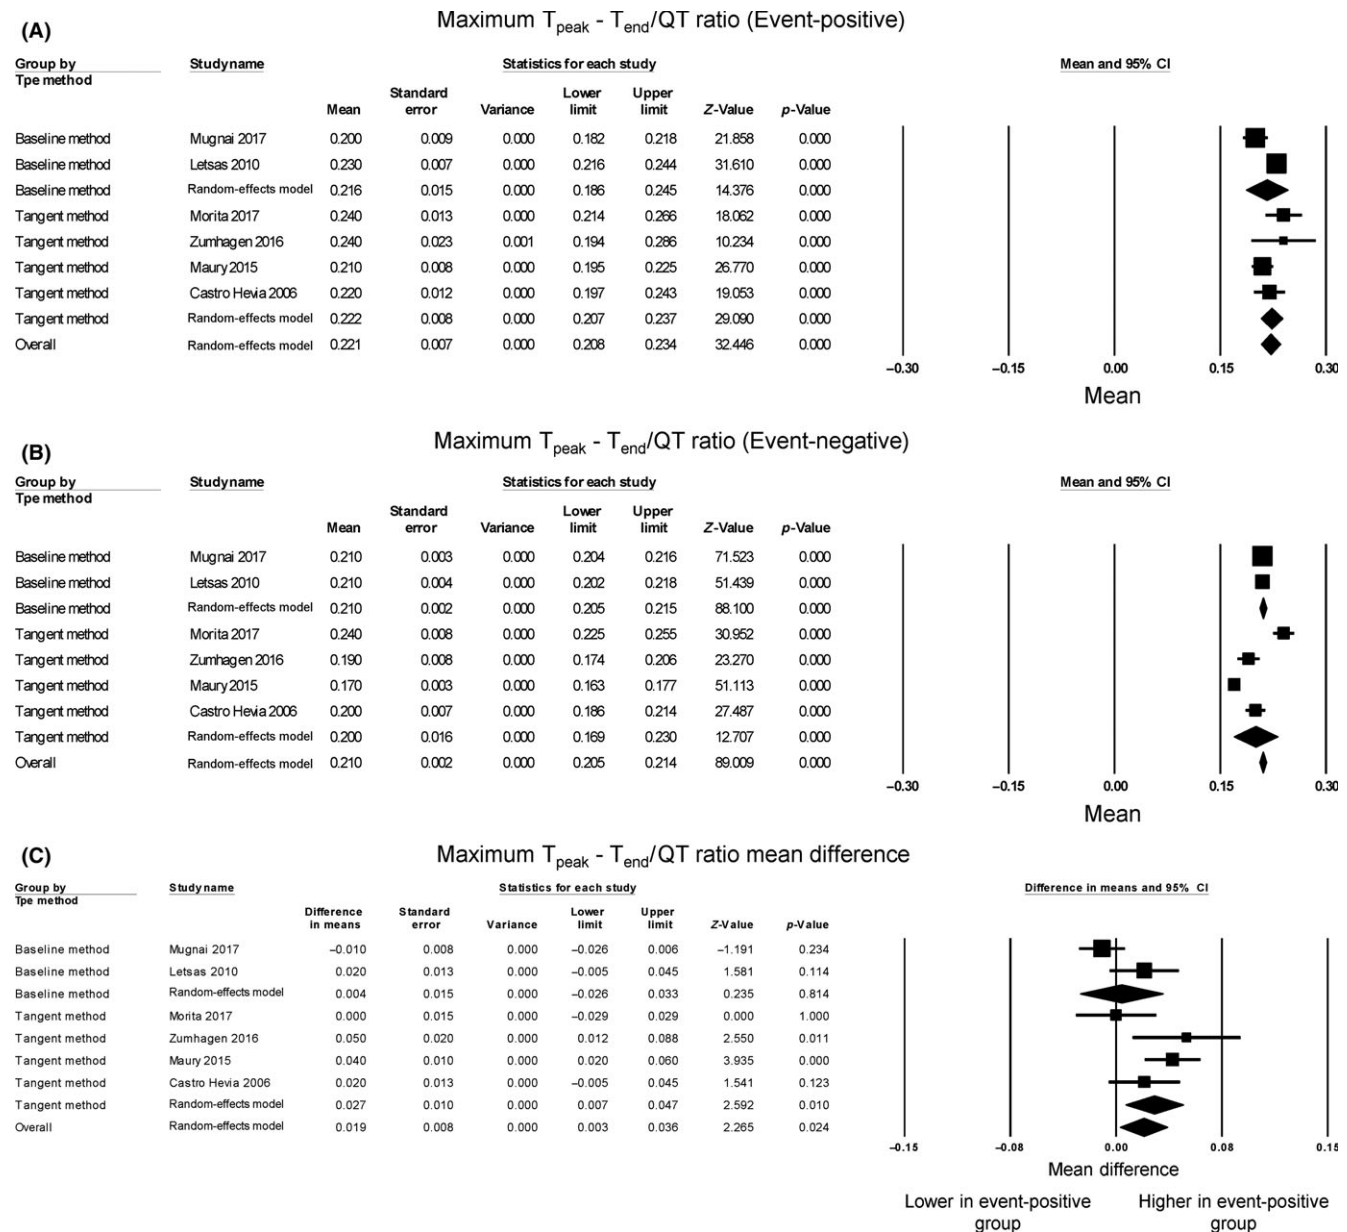 (A)
Maximum Tpeak - Tend/QT ratio (Event-positive)
Group by Studyname Statistics for each study Mean and 95% CI
Tpe method
Mean Standard error Variance Lower limit Upper limit Z-Value p-Value
Baseline method Mugnai 2017 0.200 0.009 0.000 0.182 0.218 21.858 0.000
Baseline method Letsas 2010 0.230 0.007 0.000 0.216 0.244 31.610 0.000
Baseline method Random-effects model 0.216 0.015 0.000 0.186 0.245 14.376 0.000
Tangent method Morita 2017 0.240 0.013 0.000 0.214 0.266 18.062 0.000
Tangent method Zumhagen 2016 0.240 0.023 0.001 0.194 0.286 10.234 0.000
Tangent method Maury 2015 0.210 0.008 0.000 0.195 0.225 26.770 0.000
Tangent method Castro Hevia 2006 0.220 0.012 0.000 0.197 0.243 19.053 0.000
Tangent method Random-effects model 0.222 0.008 0.000 0.207 0.237 29.090 0.000
Overall Random-effects model 0.221 0.007 0.000 0.208 0.234 32.446 0.000
−0.30 −0.15 0.00 0.15 0.30
Mean
(B)
Maximum Tpeak - Tend/QT ratio (Event-negative)
Group by Studyname Statistics for each study Mean and 95% CI
Tpe method
Mean Standard error Variance Lower limit Upper limit Z-Value p-Value
Baseline method Mugnai 2017 0.210 0.003 0.000 0.204 0.216 71.523 0.000
Baseline method Letsas 2010 0.210 0.004 0.000 0.202 0.218 51.439 0.000
Baseline method Random-effects model 0.210 0.002 0.000 0.205 0.215 88.100 0.000
Tangent method Morita 2017 0.240 0.008 0.000 0.225 0.255 30.952 0.000
Tangent method Zumhagen 2016 0.190 0.008 0.000 0.174 0.206 23.270 0.000
Tangent method Maury 2015 0.170 0.003 0.000 0.163 0.177 51.113 0.000
Tangent method Castro Hevia 2006 0.200 0.007 0.000 0.186 0.214 27.487 0.000
Tangent method Random-effects model 0.200 0.016 0.000 0.169 0.230 12.707 0.000
Overall Random-effects model 0.210 0.002 0.000 0.205 0.214 89.009 0.000
−0.30 −0.15 0.00 0.15 0.30
Mean
(C)
Maximum Tpeak - Tend/QT ratio mean difference
Group by Study name Statistics for each study Difference in means and 95% CI
Tpe method
Difference in means Standard error Variance Lower limit Upper limit Z-Value p-Value
Baseline method Mugnai 2017 −0.010 0.008 0.000 −0.026 0.006 −1.191 0.234
Baseline method Letsas 2010 0.020 0.013 0.000 −0.005 0.045 1.581 0.114
Baseline method Random-effects model 0.004 0.015 0.000 −0.026 0.033 0.235 0.814
Tangent method Morita 2017 0.000 0.015 0.000 −0.029 0.029 0.000 1.000
Tangent method Zumhagen 2016 0.050 0.020 0.000 0.012 0.088 2.550 0.011
Tangent method Maury 2015 0.040 0.010 0.000 0.020 0.060 3.935 0.000
Tangent method Castro Hevia 2006 0.020 0.013 0.000 −0.005 0.045 1.541 0.123
Tangent method Random-effects model 0.027 0.010 0.000 0.007 0.047 2.592 0.010
Overall Random-effects model 0.019 0.008 0.000 0.003 0.036 2.265 0.024
−0.15 −0.08 0.00 0.08 0.15
Mean difference
Lower in event-positive Higher in event-positive
group group